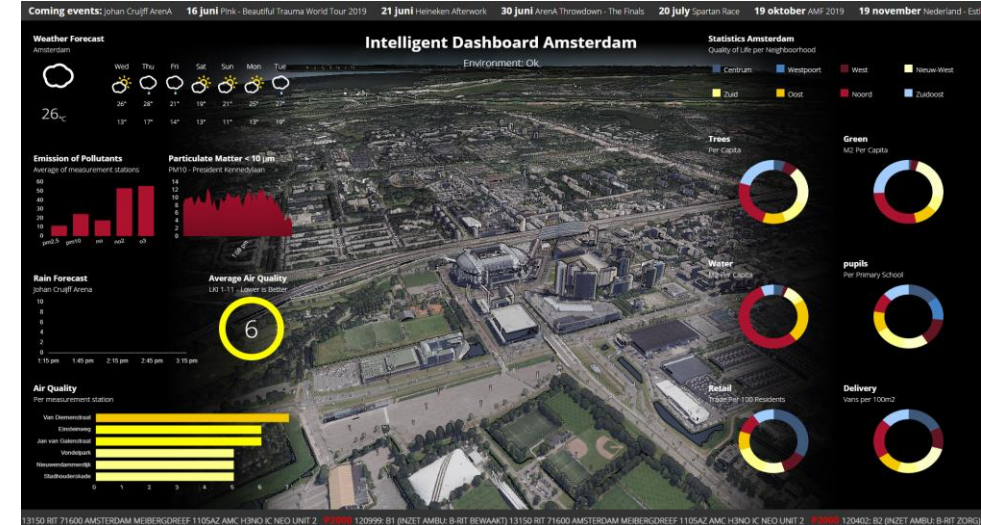 Coming events: Johan Cruijff ArenA 16 juni P!nk - Beautiful Trauma World Tour 2019 21 juni Heineken Afterwork 30 juni ArenA Throwdown - The Finals 20 july Spartan Race 19 oktober AMF 2019 19 november Nederland - Estl
Intelligent Dashboard Amsterdam
Environment: Ok.
Weather Forecast
Amsterdam
Wed Thu Fri Sat Sun Mon Tue
26° 28° 21° 19° 21° 25° 27°
26°C
13° 17° 14° 13° 11° 13° 19°
Emission of Pollutants
Average of measurement stations
60
50
40
30
20
10
0
pm2.5 pm10 no no2 o3
Particulate Matter < 10 μm
PM10 - President Kennedylaan
14
12
10
8
6
4
2
0
1:00 pm
Rain Forecast
Johan Cruijff Arena
10
8
6
4
2
0
1:15 pm 1:45 pm 2:15 pm 2:45 pm 3:15 pm
Average Air Quality
LKI 1-11 - Lower is Better
6
Air Quality
Per measurement station
Van Diemenstraat
Einsteinweg
Jan van Galenstraat
Vondelpark
Nieuwendammerdijk
Stadhouderskade
0 1 2 3 4 5 6 7
Statistics Amsterdam
Quality of Life per Neighboorhood
Centrum Westpoort West Nieuw-West
Zuid Oost Noord Zuidoost
Trees
Per Capita
Green
M2 Per Capita
Water
M2 Per Capita
pupils
Per Primary School
Retail
Trade Per 100 Residents
Delivery
Vans per 100m2
13150 RIT 71600 AMSTERDAM MEIBERGDREEF 1105AZ AMC H3NO IC NEO UNIT 2 P2000 120999: B1 (INZET AMBU: B-RIT BEWAAKT) 13150 RIT 71600 AMSTERDAM MEIBERGDREEF 1105AZ AMC H3NO IC NEO UNIT 2 P2000 120402: B2 (INZET AMBU: B-RIT ZORG)